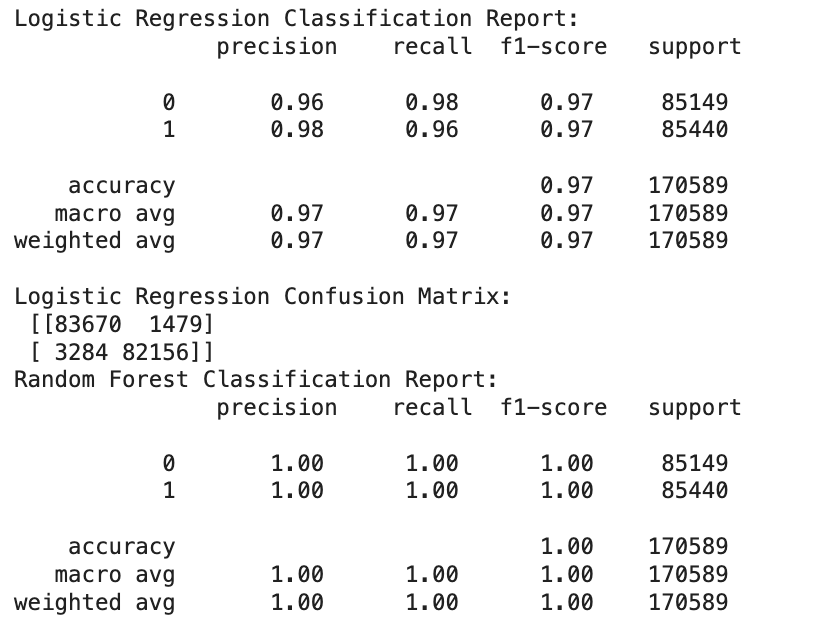 Logistic Regression Classification Report:
precision recall f1-score support
0 0.96 0.98 0.97 85149
1 0.98 0.96 0.97 85440
accuracy 0.97 170589
macro avg 0.97 0.97 0.97 170589
weighted avg 0.97 0.97 0.97 170589
Logistic Regression Confusion Matrix:
[[83670 1479]
[ 3284 82156]]
Random Forest Classification Report:
precision recall f1-score support
0 1.00 1.00 1.00 85149
1 1.00 1.00 1.00 85440
accuracy 1.00 170589
macro avg 1.00 1.00 1.00 170589
weighted avg 1.00 1.00 1.00 170589